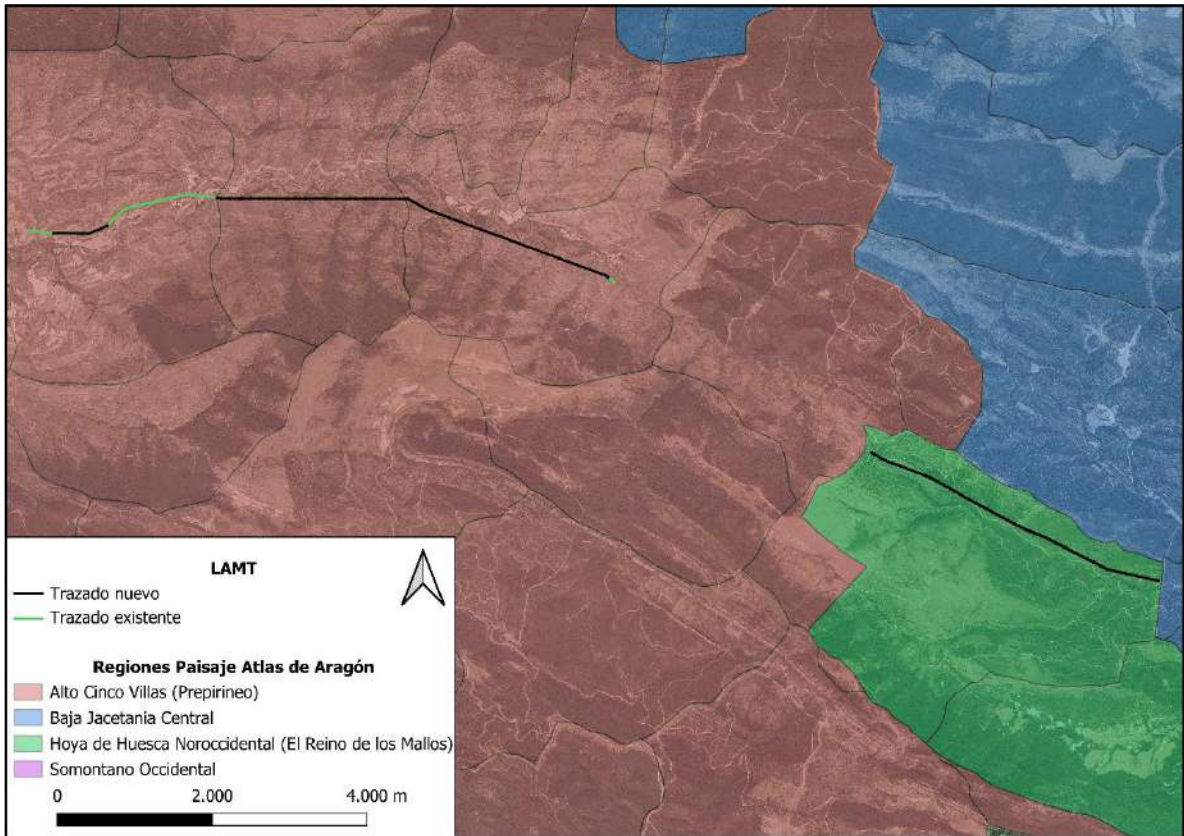 LAMT
Trazado nuevo
Trazado existente
Regiones Paisaje Atlas de Aragón
Alto Cinco Villas (Prepirineo)
Baja Jacetania Central
Hoya de Huesca Noroccidental (El Reino de los Mallos)
Somontano Occidental
0 2.000 4.000 m